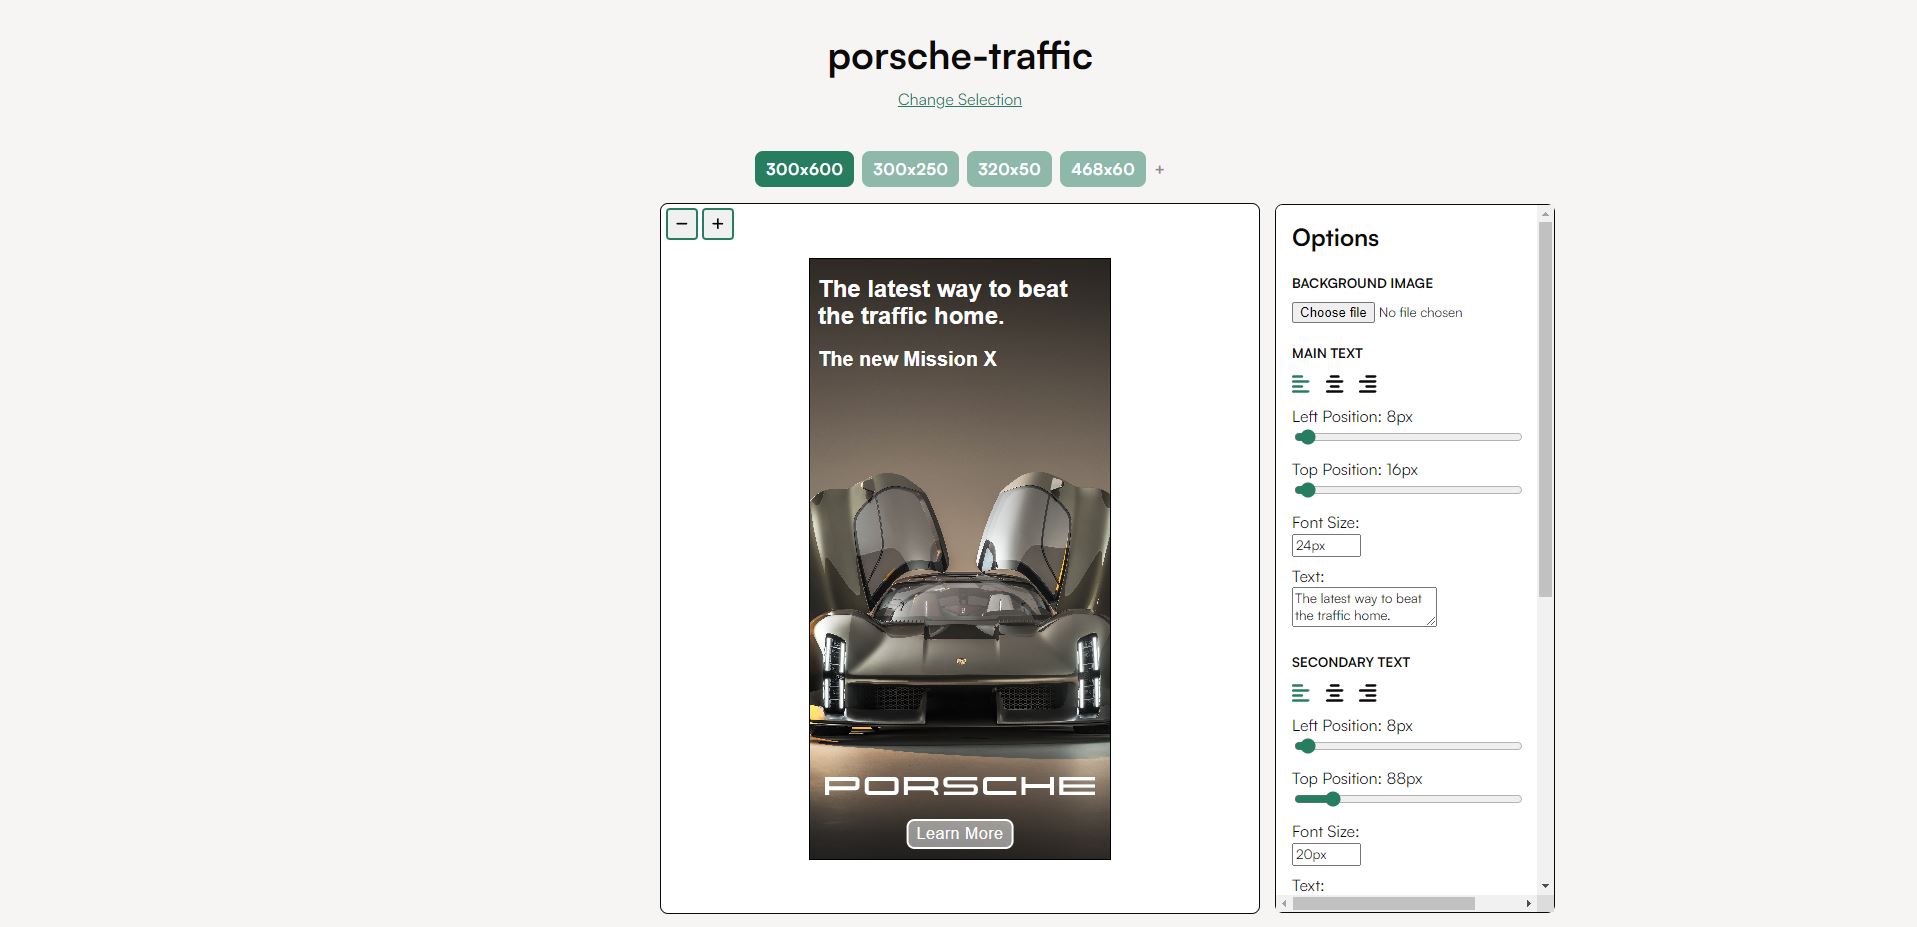 porsche-traffic
Change Selection
300x600 300x250 320x50 468x60 +
− +
The latest way to beat
the traffic home.
The new Mission X
PORSCHE
Learn More
Options
BACKGROUND IMAGE
Choose file No file chosen
MAIN TEXT
Left Position: 8px
Top Position: 16px
Font Size:
24px
Text:
The latest way to beat
the traffic home.
SECONDARY TEXT
Left Position: 8px
Top Position: 88px
Font Size:
20px
Text: